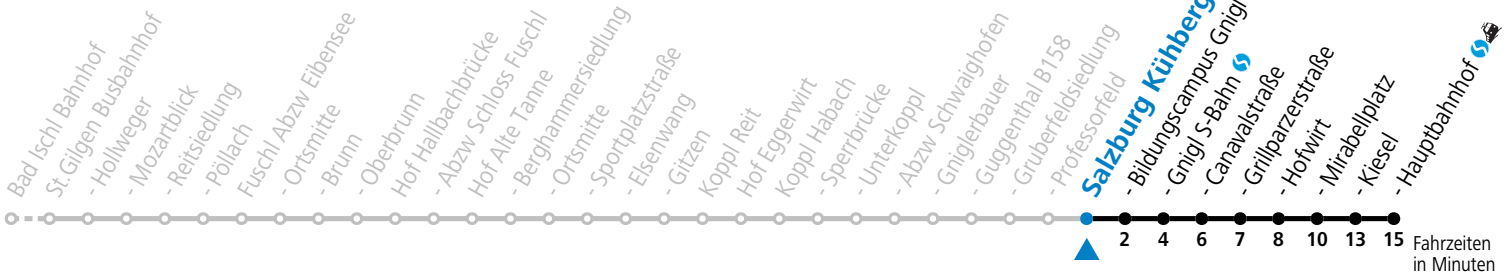 Bad Ischl Bahnhof
St.Gilgen Busbahnhof
- Hollweger
- Mozartblick
- Reitsiedlung
- Pöllach
Fuschl Abzw Eibensee
- Ortsmitte
- Brunn
- Oberbrunn
Hof Hallbachbrücke
- Abzw Schloss Fuschl
Hof Alte Tanne
- Berghammersiedlung
- Ortsmitte
- Sportplatzstraße
- Elsenwang
- Gitzen
Koppl Reit
Hof Eggerwirt
Koppl Habach
- Sperrbrücke
- Unterkoppl
- Abzw Schwaighofen
- Gniglerbauer
- Guggenthal B158
- Gruberfeldsiedlung
- Professorfeld
Salzburg Kühberg
- Bildungscampus Gnigl
- Gnigl S-Bahn
- Canavalstraße
- Grillparzerstraße
- Hofwirt
- Mirabellplatz
- Kiesel
- Hauptbahnhof
2 4 6 7 8 10 13 15 Fahrzeiten
in Minuten